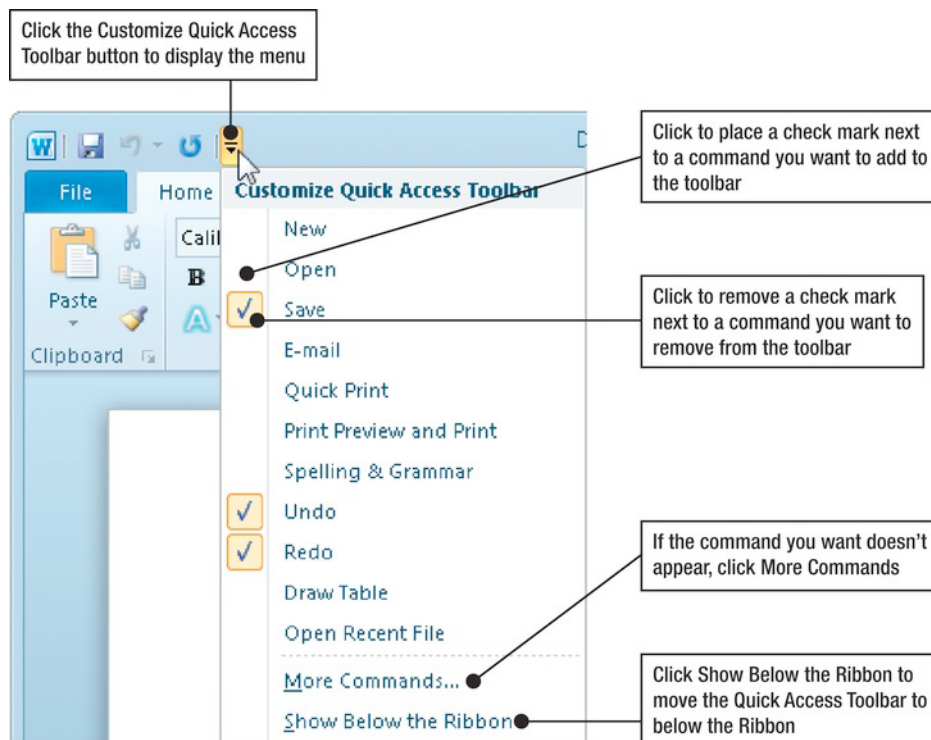 Click the Customize Quick Access
Toolbar button to display the menu
W
D
File
Home
Customize Quick Access Toolbar
Click to place a check mark next
to a command you want to add to
the toolbar
Paste
Clipboard
Calil
B
A
New
Open
Save
E-mail
Quick Print
Print Preview and Print
Spelling & Grammar
Undo
Redo
Draw Table
Open Recent File
More Commands...
Show Below the Ribbon
Click to remove a check mark
next to a command you want to
remove from the toolbar
If the command you want doesn't
appear, click More Commands
Click Show Below the Ribbon to
move the Quick Access Toolbar to
below the Ribbon